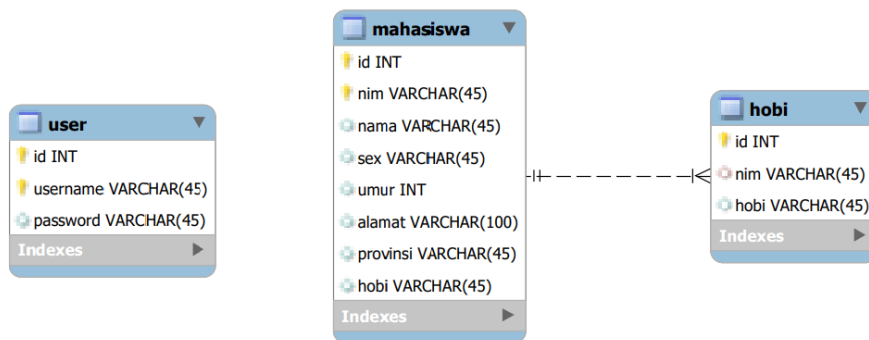 user
id INT
username VARCHAR(45)
password VARCHAR(45)
Indexes
mahasiswa
id INT
nim VARCHAR(45)
nama VARCHAR(45)
sex VARCHAR(45)
umur INT
alamat VARCHAR(100)
provinsi VARCHAR(45)
hobi VARCHAR(45)
Indexes
hobi
id INT
nim VARCHAR(45)
hobi VARCHAR(45)
Indexes